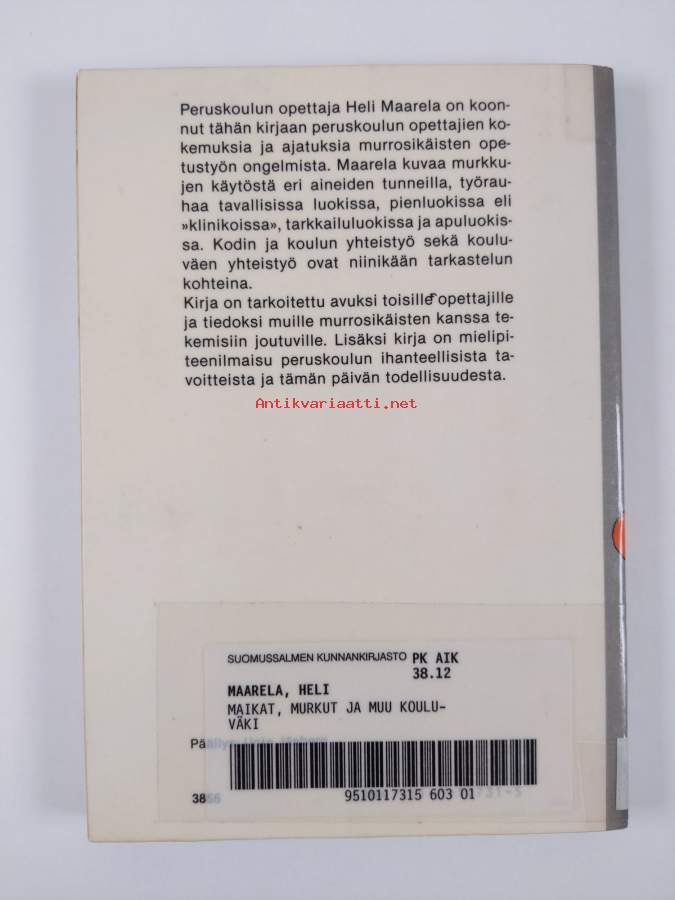 Peruskoulun opettaja Heli Maarela on koon-
nut tähän kirjaan peruskoulun opettajien ko-
kemuksia ja ajatuksia murrosikäisten ope-
tustyön ongelmista. Maarela kuvaa murkku-
jen käytöstä eri aineiden tunneilla, työrau-
haa tavallisissa luokissa, pienluokissa eli
»klinikoissa», tarkkailuluokissa ja apuluokis-
sa. Kodin ja koulun yhteistyö sekä koulu-
väen yhteistyö ovat niinikään tarkastelun
kohteina.
Kirja on tarkoitettu avuksi toisille opettajille
ja tiedoksi muille murrosikäisten kanssa te-
kemisiin joutuville. Lisäksi kirja on mielipi-
teenilmaisu peruskoulun ihanteellisista ta-
voitteista ja tämän päivän todellisuudesta.
Antikvariaatti.net
SUOMUSSALMEN KUNNANKIRJASTO PK AIK
38.12
MAARELA, HELI
MAIKAT, MURKUT JA MUU KOULU-
VÄKI
9510117315 603 01